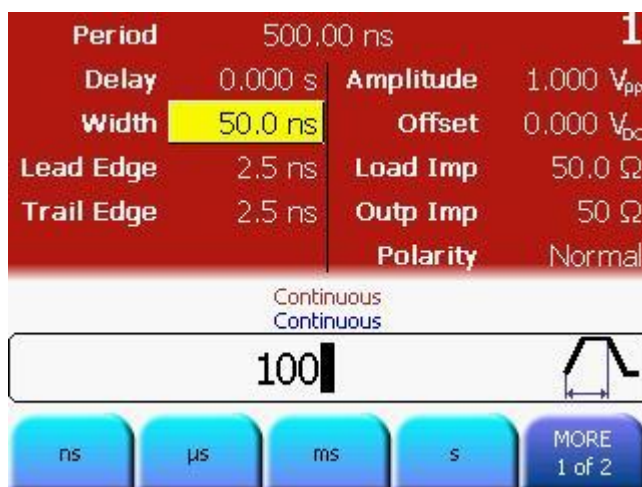 Period 500.00 ns 1
Delay 0.000 s Amplitude 1.000 Vpp
Width 50.0 ns Offset 0.000 VDC
Lead Edge 2.5 ns Load Imp 50.0 Ω
Trail Edge 2.5 ns Outp Imp 50 Ω
Polarity Normal
Continuous
Continuous
100
ns µs ms s MORE
1 of 2